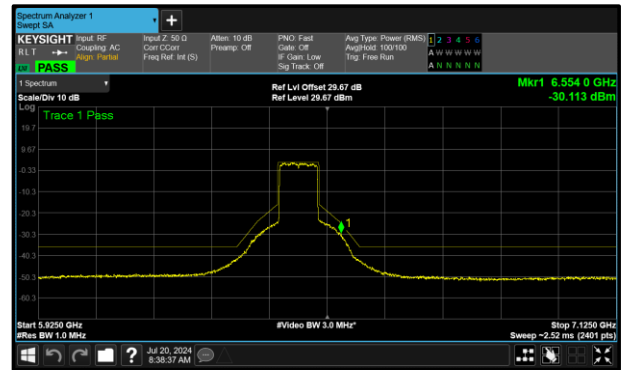 Spectrum Analyzer 1
Swept SA
+
KEYSIGHT Input: RF Input Z: 50 Ω Atten: 10 dB PNO: Fast Avg Type: Power (RMS) 1 2 3 4 5 6
RLT Coupling: AC Corr CCorr Preamp: Off Gate: Off Avg|Hold: 100/100 A W W W W W
Align: Partial Freq Ref: Int (S) IF Gain: Low Trig: Free Run
PASS Sig Track: Off A N N N N N
1 Spectrum Ref Lvl Offset 29.67 dB Mkr1 6.554 0 GHz
Scale/Div 10 dB Ref Level 29.67 dBm -30.113 dBm
Log
Trace 1 Pass
19.7
9.67
-0.33
-10.3
-20.3
1
-30.3
-40.3
-50.3
-60.3
Start 5.9250 GHz #Video BW 3.0 MHz* Stop 7.1250 GHz
#Res BW 1.0 MHz Sweep ~2.52 ms (2401 pts)
? Jul 20, 2024
8:38:37 AM